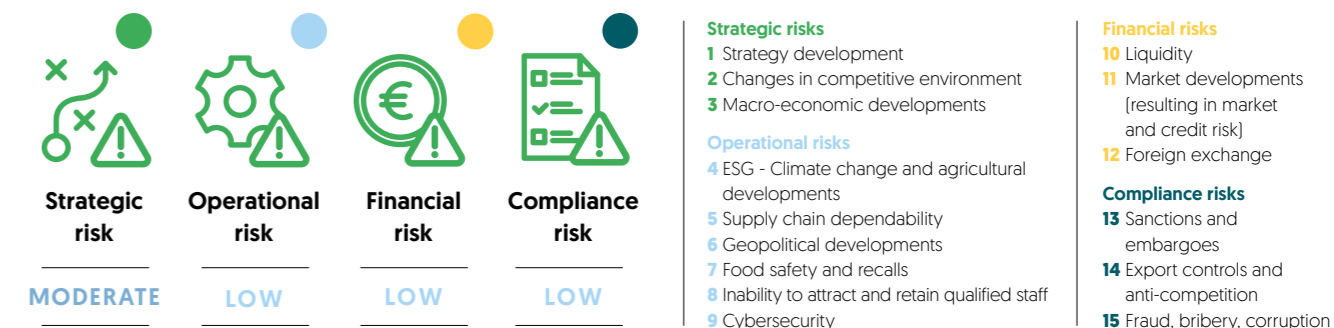 Strategic
risk
MODERATE
Operational
risk
LOW
€
Financial
risk
LOW
Compliance
risk
LOW
Strategic risks
1 Strategy development
2 Changes in competitive environment
3 Macro-economic developments
Operational risks
4 ESG - Climate change and agricultural
developments
5 Supply chain dependability
6 Geopolitical developments
7 Food safety and recalls
8 Inability to attract and retain qualified staff
9 Cybersecurity
Financial risks
10 Liquidity
11 Market developments
(resulting in market
and credit risk)
12 Foreign exchange
Compliance risks
13 Sanctions and
embargoes
14 Export controls and
anti-competition
15 Fraud, bribery, corruption